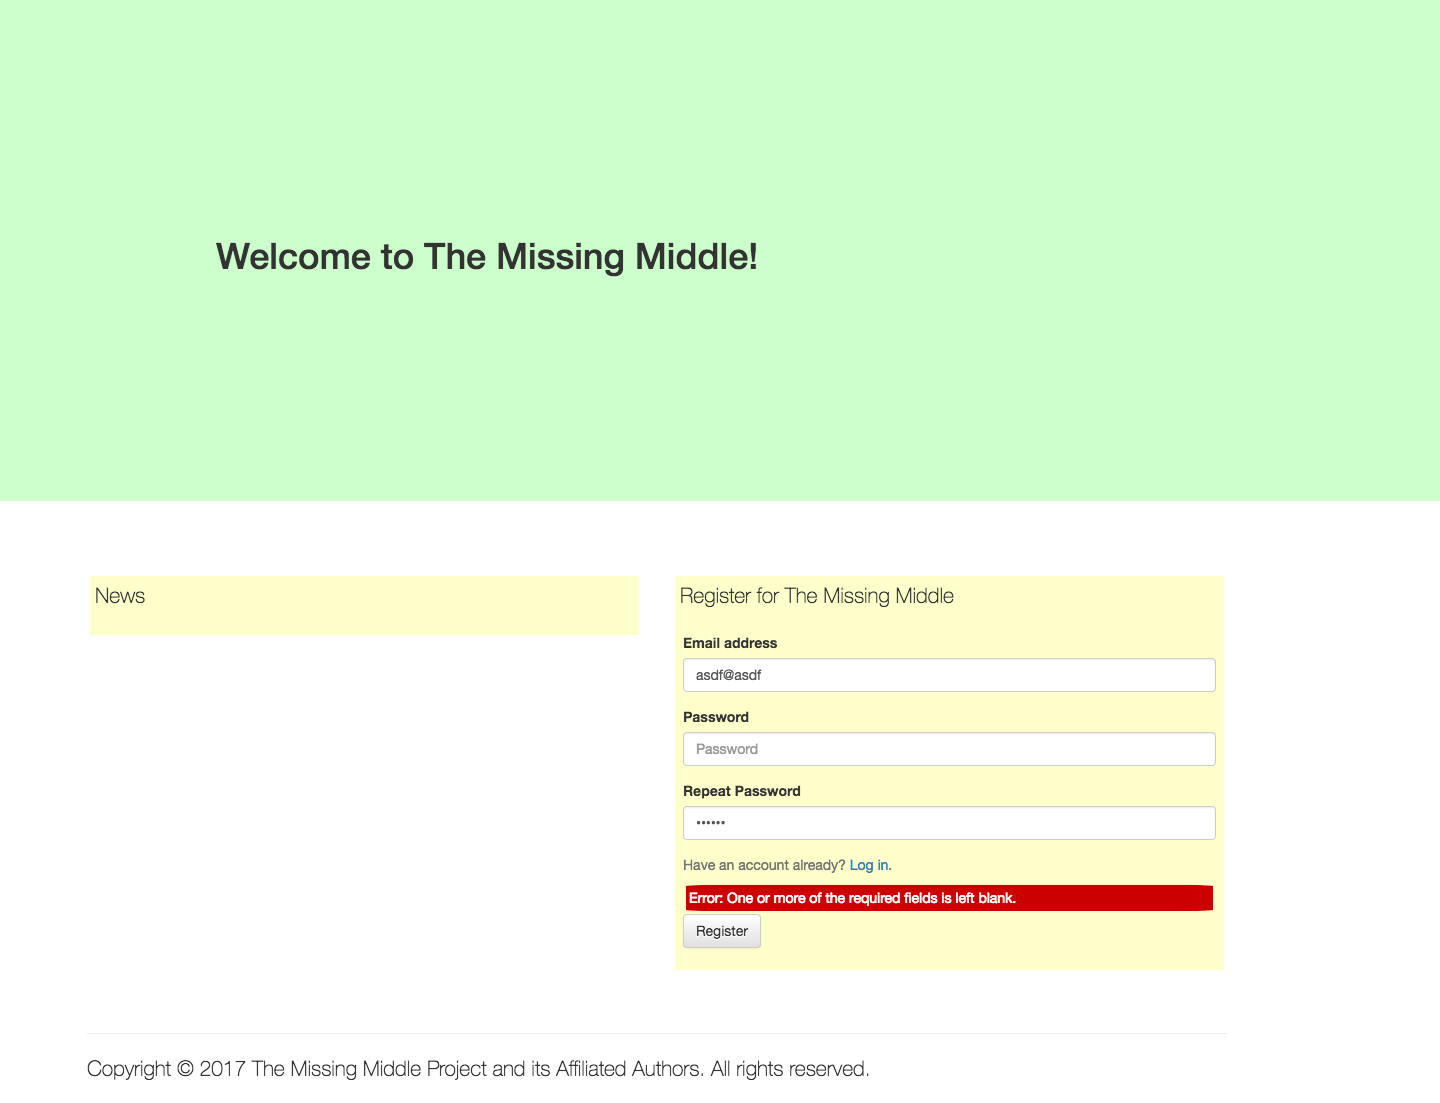 Welcome to The Missing Middle!
News
Register for The Missing Middle
Email address
asdf@asdf
Password
Password
Repeat Password
••••••
Have an account already? Log in.
Error: One or more of the required fields is left blank.
Register
Copyright © 2017 The Missing Middle Project and its Affiliated Authors. All rights reserved.